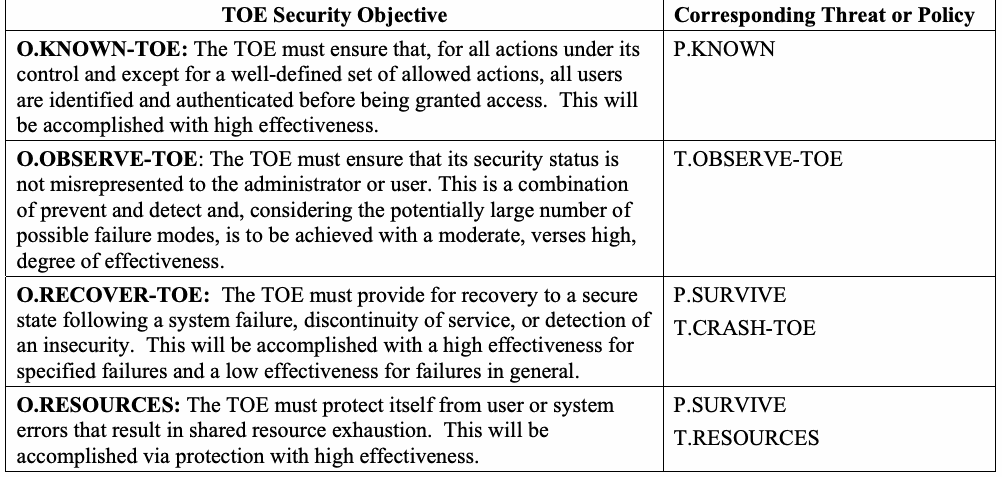 TOE Security Objective
Corresponding Threat or Policy
O.KNOWN-TOE: The TOE must ensure that, for all actions under its
control and except for a well-defined set of allowed actions, all users
are identified and authenticated before being granted access.  This will
be accomplished with high effectiveness.
P.KNOWN
O.OBSERVE-TOE: The TOE must ensure that its security status is
not misrepresented to the administrator or user. This is a combination
of prevent and detect and, considering the potentially large number of
possible failure modes, is to be achieved with a moderate, verses high,
degree of effectiveness.
T.OBSERVE-TOE
O.RECOVER-TOE:  The TOE must provide for recovery to a secure
state following a system failure, discontinuity of service, or detection of
an insecurity.  This will be accomplished with a high effectiveness for
specified failures and a low effectiveness for failures in general.
P.SURVIVE
T.CRASH-TOE
O.RESOURCES: The TOE must protect itself from user or system
errors that result in shared resource exhaustion.  This will be
accomplished via protection with high effectiveness.
P.SURVIVE
T.RESOURCES